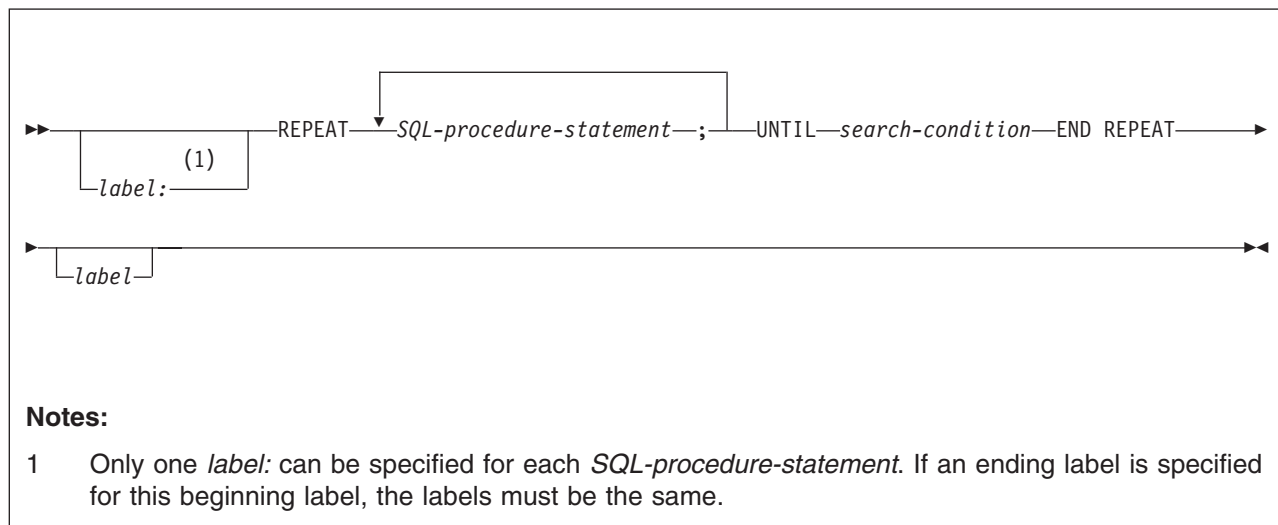 REPEAT SQL-procedure-statement ; UNTIL search-condition END REPEAT
(1)
label:
label
Notes:
1 Only one label: can be specified for each SQL-procedure-statement. If an ending label is specified
for this beginning label, the labels must be the same.